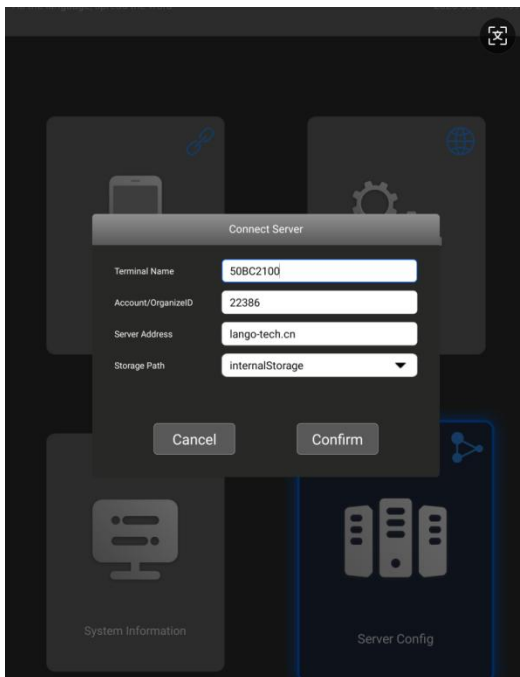 Connect Server
Terminal Name 50BC2100
Account/OrganizeID 22386
Server Address lango-tech.cn
Storage Path internalStorage
Cancel Confirm
System Information
Server Config